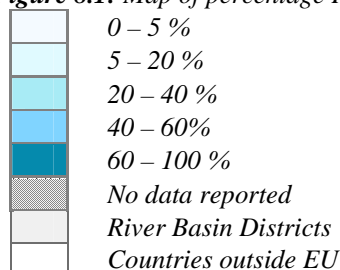 8.1: Map of percentage
0 – 5 %
5 – 20 %
20 – 40 %
40 – 60%
60 – 100 %
No data reported
River Basin Districts
Countries outside EU